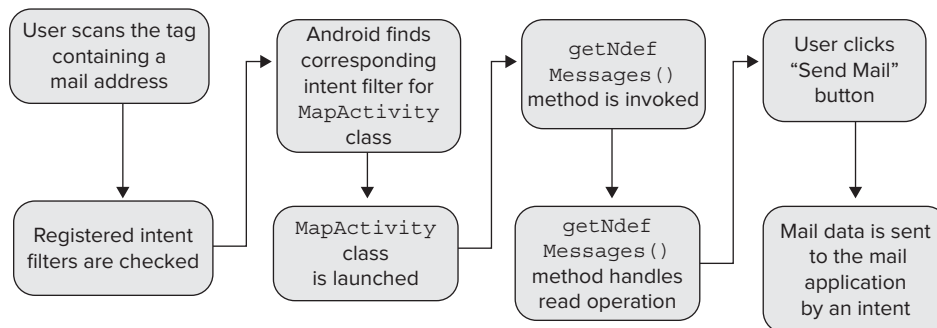 User scans the tag
containing a
mail address
Registered intent
filters are checked
Android finds
corresponding
intent filter for
MapActivity
class
MapActivity
class
is launched
getNdef
Messages()
method is invoked
getNdef
Messages()
method handles
read operation
User clicks
“Send Mail”
button
Mail data is sent
to the mail
application
by an intent